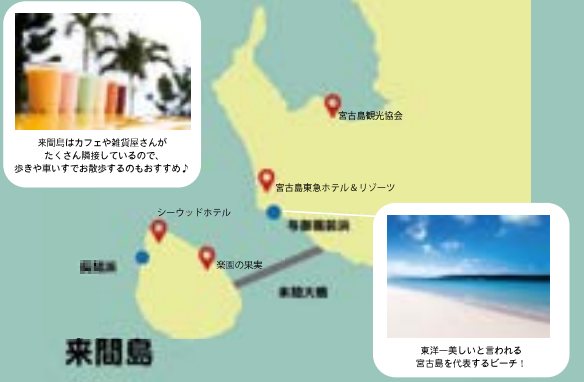 来間島はカフェや雑貨屋さんが
たくさん隣接しているので、
歩きや車いすでお散歩するのもおすすめ♪
宮古島観光協会
宮古島東急ホテル＆リゾーツ
シーウッドホテル
与那覇前浜
楽園の果実
長間浜
来間大橋
来間島
東洋一美しいと言われる
宮古島を代表するビーチ！